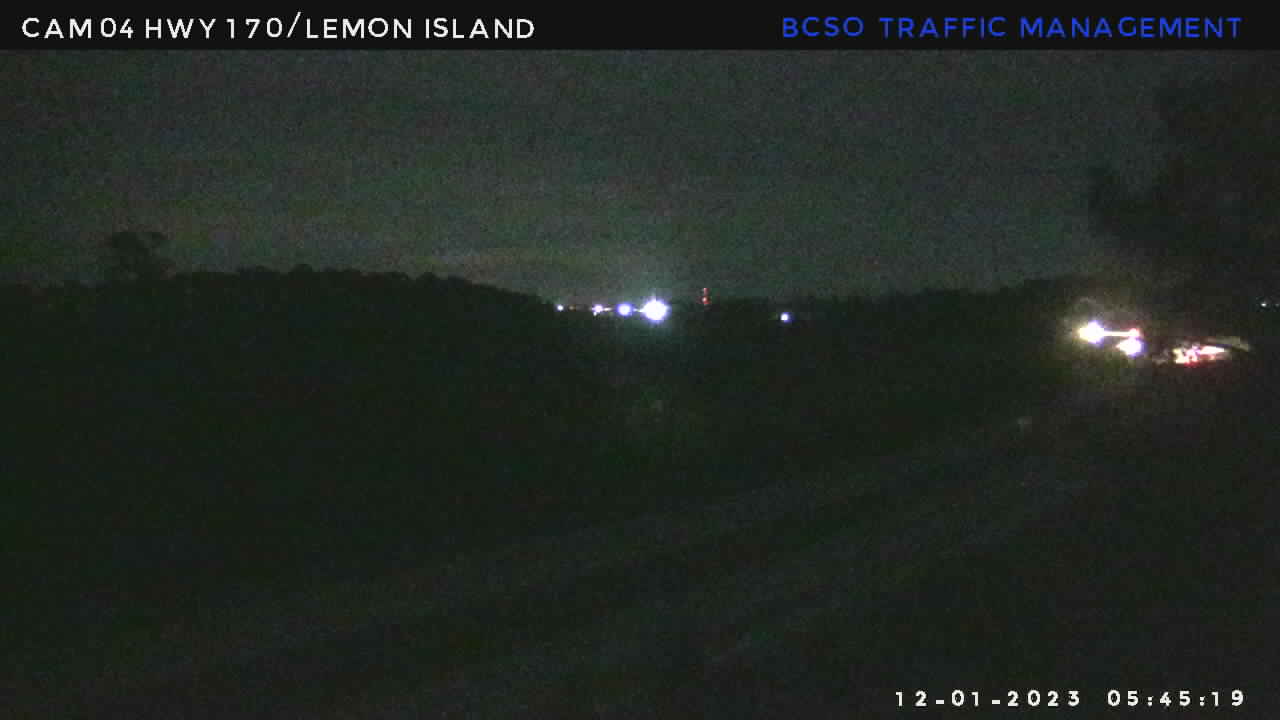 CAM04 HWY 170/LEMON ISLAND
BCSO TRAFFIC MANAGEMENT
12-01-2023 05:45:19